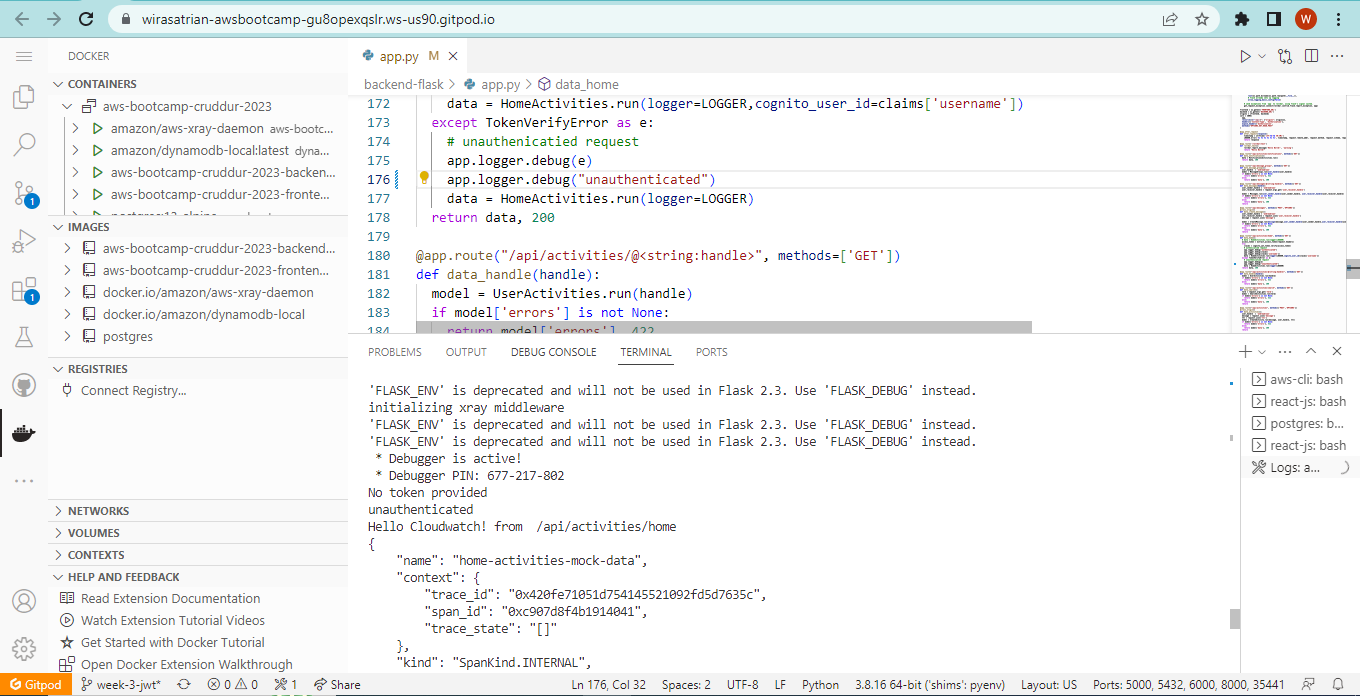 wirasatrian-awsbootcamp-gu8opexqslr.ws-us90.gitpod.io
W
DOCKER
CONTAINERS
aws-bootcamp-cruddur-2023
amazon/aws-xray-daemon aws-bootc...
amazon/dynamodb-local:latest dyna...
aws-bootcamp-cruddur-2023-backen...
aws-bootcamp-cruddur-2023-fronte...
IMAGES
aws-bootcamp-cruddur-2023-backend...
aws-bootcamp-cruddur-2023-fronten...
docker.io/amazon/aws-xray-daemon
docker.io/amazon/dynamodb-local
postgres
REGISTRIES
Connect Registry...
NETWORKS
VOLUMES
CONTEXTS
HELP AND FEEDBACK
Read Extension Documentation
Watch Extension Tutorial Videos
Get Started with Docker Tutorial
Open Docker Extension Walkthrough
1
1
app.py M
backend-flask > app.py > data_home
172 data = HomeActivities.run(logger=LOGGER,cognito_user_id=claims['username'])
173 except TokenVerifyError as e:
174 # unauthenicatied request
175 app.logger.debug(e)
176 app.logger.debug("unauthenticated")
177 data = HomeActivities.run(logger=LOGGER)
178 return data, 200
179
180 @app.route("/api/activities/@<string:handle>", methods=['GET'])
181 def data_handle(handle):
182 model = UserActivities.run(handle)
183 if model['errors'] is not None:
184 return model['errors'], 422
PROBLEMS OUTPUT DEBUG CONSOLE TERMINAL PORTS
'FLASK_ENV' is deprecated and will not be used in Flask 2.3. Use 'FLASK_DEBUG' instead.
initializing xray middleware
'FLASK_ENV' is deprecated and will not be used in Flask 2.3. Use 'FLASK_DEBUG' instead.
'FLASK_ENV' is deprecated and will not be used in Flask 2.3. Use 'FLASK_DEBUG' instead.
* Debugger is active!
* Debugger PIN: 677-217-802
No token provided
unauthenticated
Hello Cloudwatch! from /api/activities/home
{
"name": "home-activities-mock-data",
"context": {
"trace_id": "0x420fe71051d754145521092fd5d7635c",
"span_id": "0xc907d8f4b1914041",
"trace_state": "[]"
},
"kind": "SpanKind.INTERNAL",
aws-cli: bash
react-js: bash
postgres: b...
react-js: bash
Logs: a...
Gitpod week-3-jwt* 0 0 1 Share Ln 176, Col 32 Spaces: 2 UTF-8 LF Python 3.8.16 64-bit ('shims': pyenv) Layout: US Ports: 5000, 5432, 6000, 8000, 35441